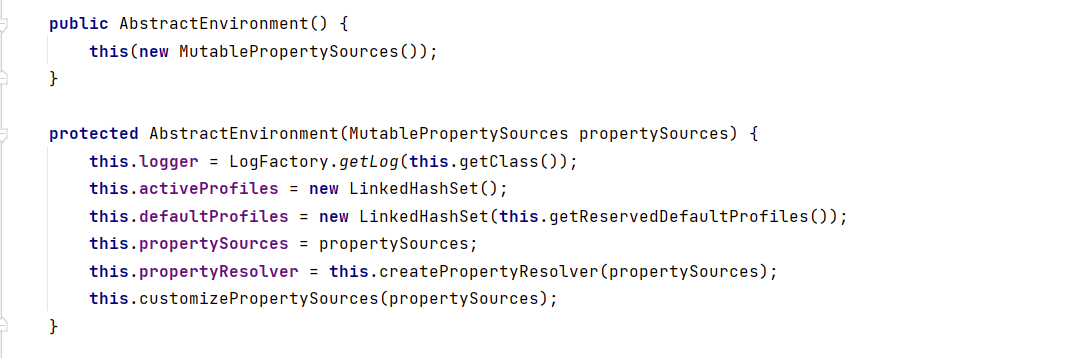 public AbstractEnvironment() {
    this(new MutablePropertySources());
}
protected AbstractEnvironment(MutablePropertySources propertySources) {
    this.logger = LogFactory.getLog(this.getClass());
    this.activeProfiles = new LinkedHashSet();
    this.defaultProfiles = new LinkedHashSet(this.getReservedDefaultProfiles());
    this.propertySources = propertySources;
    this.propertyResolver = this.createPropertyResolver(propertySources);
    this.customizePropertySources(propertySources);
}